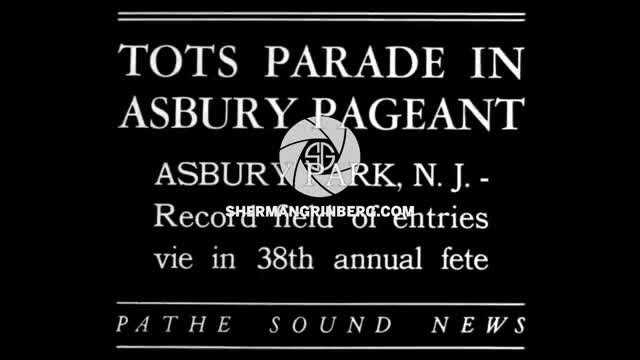 TOTS PARADE IN
ASBURY PAGEANT
SG
ASBURY PARK, N. J. -
SHERMANGRINBERG.COM
Record field of entries
vie in 38th annual fete
PATHE SOUND NEWS